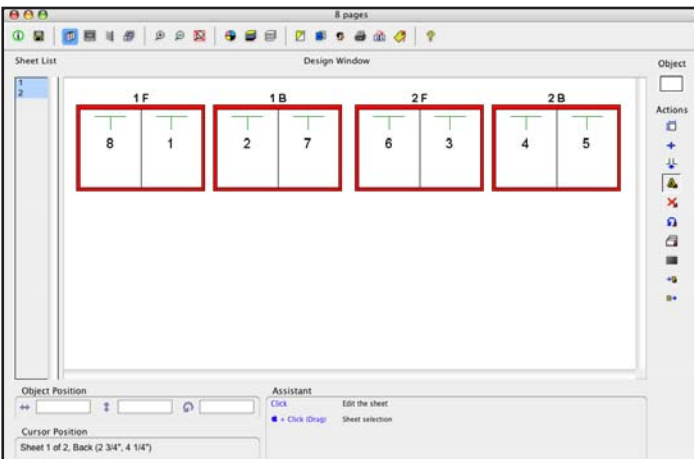 8 pages
Sheet List
Design Window
Object
1
2
1 F
1 B
2 F
2 B
8 1 2 7 6 3 4 5
Actions
Object Position
Assistant
Click Edit the sheet
+ Click (Drag) Sheet selection
Cursor Position
Sheet 1 of 2, Back (2 3/4", 4 1/4")